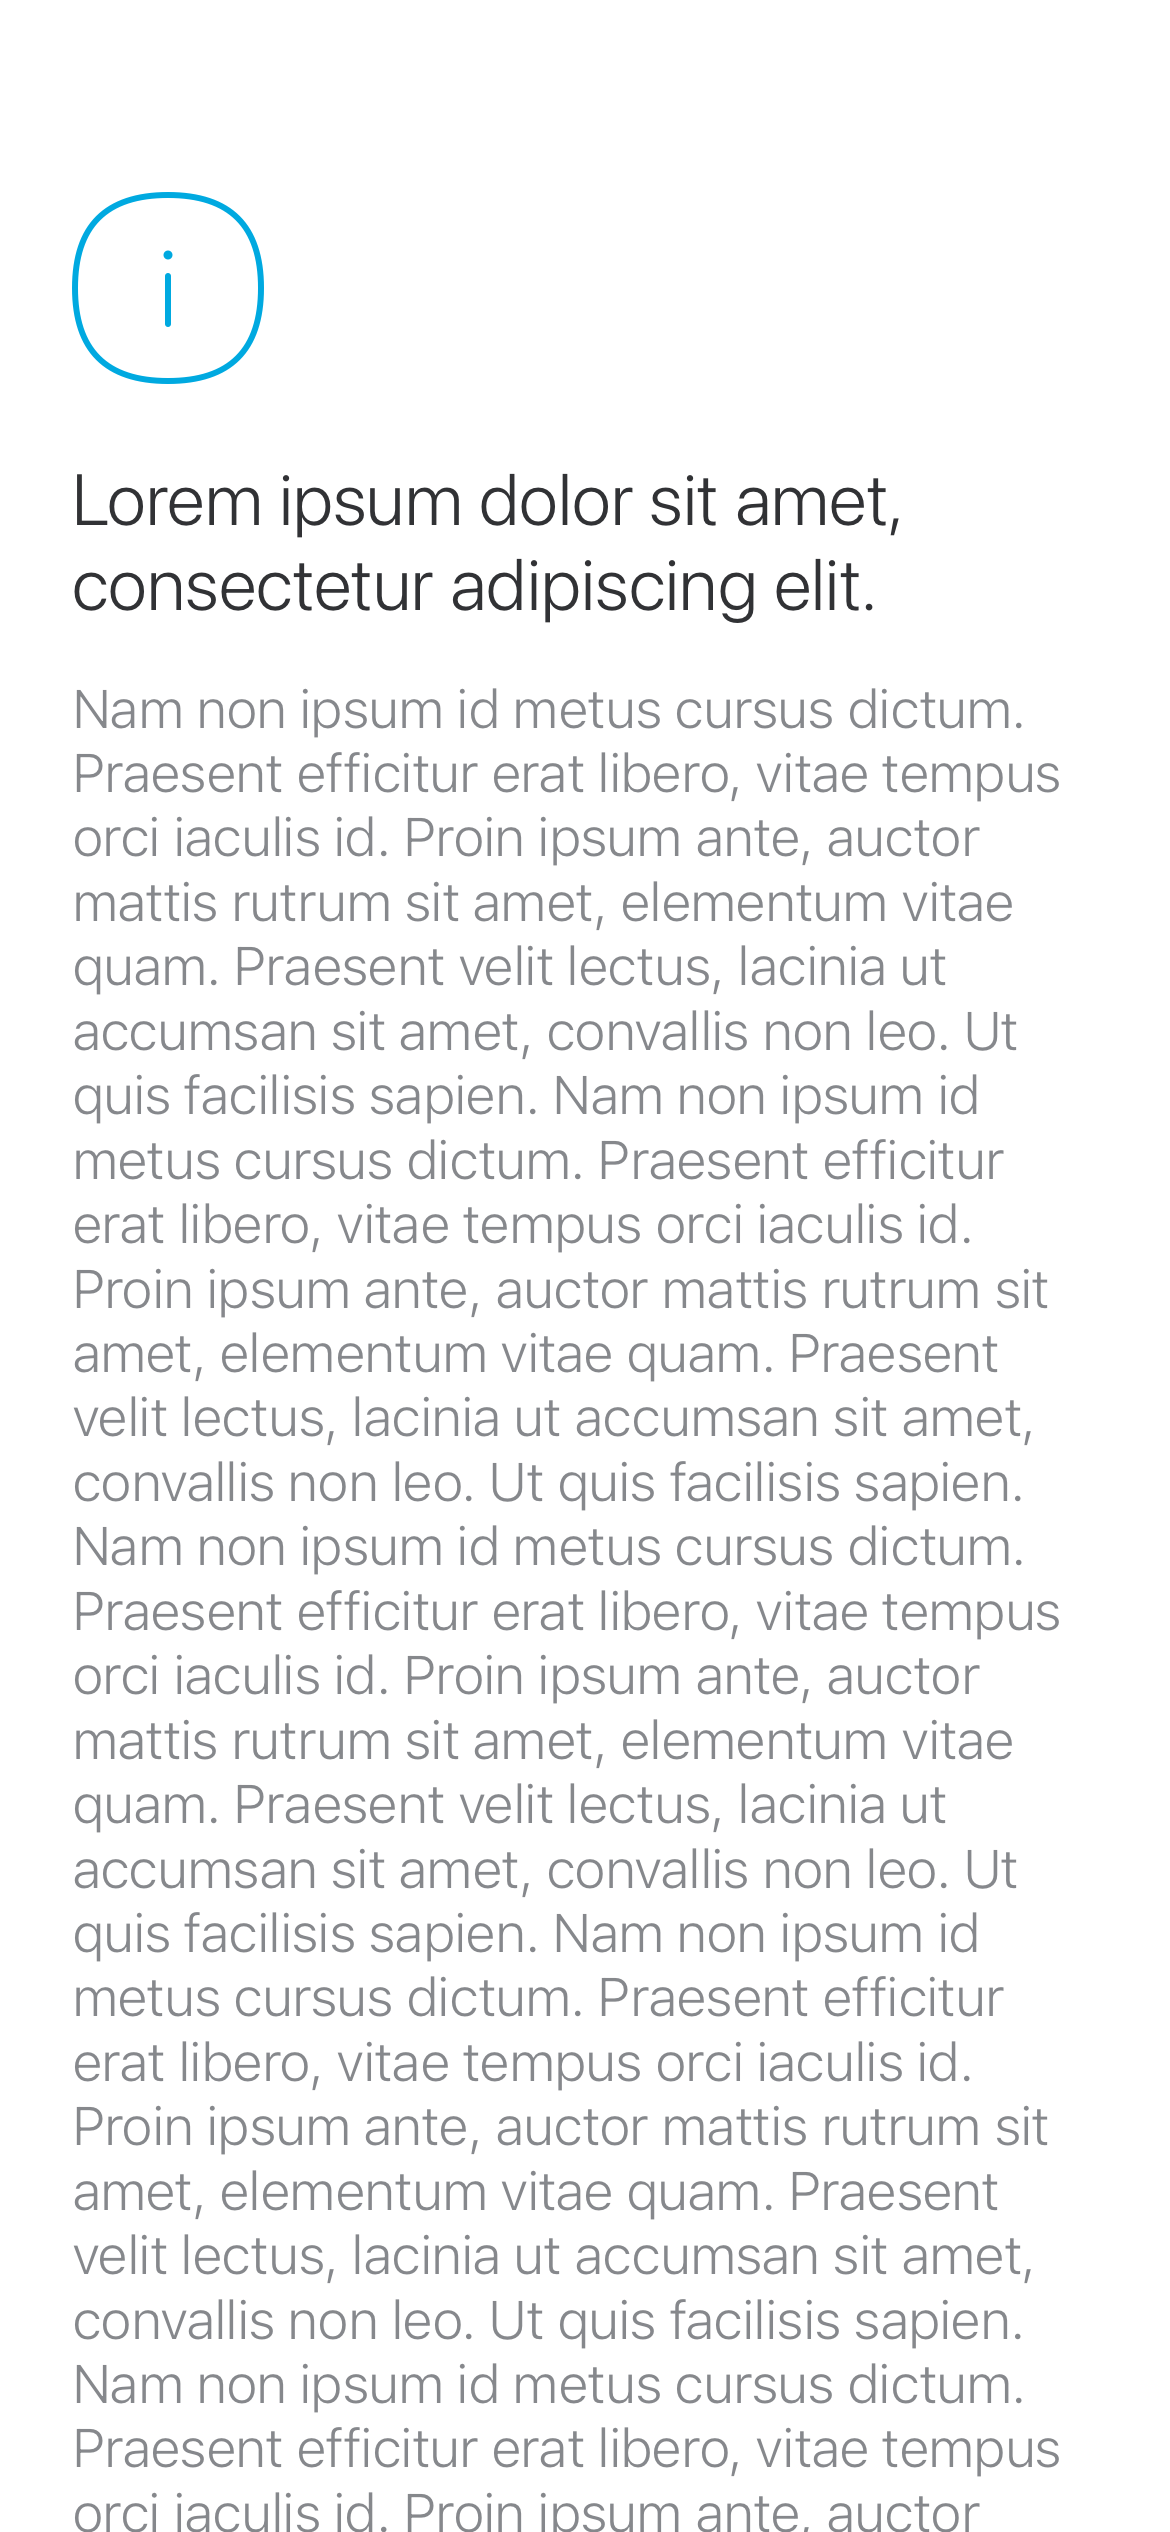 Lorem ipsum dolor sit amet,
consectetur adipiscing elit.
Nam non ipsum id metus cursus dictum.
Praesent efficitur erat libero, vitae tempus
orci iaculis id. Proin ipsum ante, auctor
mattis rutrum sit amet, elementum vitae
quam. Praesent velit lectus, lacinia ut
accumsan sit amet, convallis non leo. Ut
quis facilisis sapien. Nam non ipsum id
metus cursus dictum. Praesent efficitur
erat libero, vitae tempus orci iaculis id.
Proin ipsum ante, auctor mattis rutrum sit
amet, elementum vitae quam. Praesent
velit lectus, lacinia ut accumsan sit amet,
convallis non leo. Ut quis facilisis sapien.
Nam non ipsum id metus cursus dictum.
Praesent efficitur erat libero, vitae tempus
orci iaculis id. Proin ipsum ante, auctor
mattis rutrum sit amet, elementum vitae
quam. Praesent velit lectus, lacinia ut
accumsan sit amet, convallis non leo. Ut
quis facilisis sapien. Nam non ipsum id
metus cursus dictum. Praesent efficitur
erat libero, vitae tempus orci iaculis id.
Proin ipsum ante, auctor mattis rutrum sit
amet, elementum vitae quam. Praesent
velit lectus, lacinia ut accumsan sit amet,
convallis non leo. Ut quis facilisis sapien.
Nam non ipsum id metus cursus dictum.
Praesent efficitur erat libero, vitae tempus
orci iaculis id. Proin ipsum ante, auctor